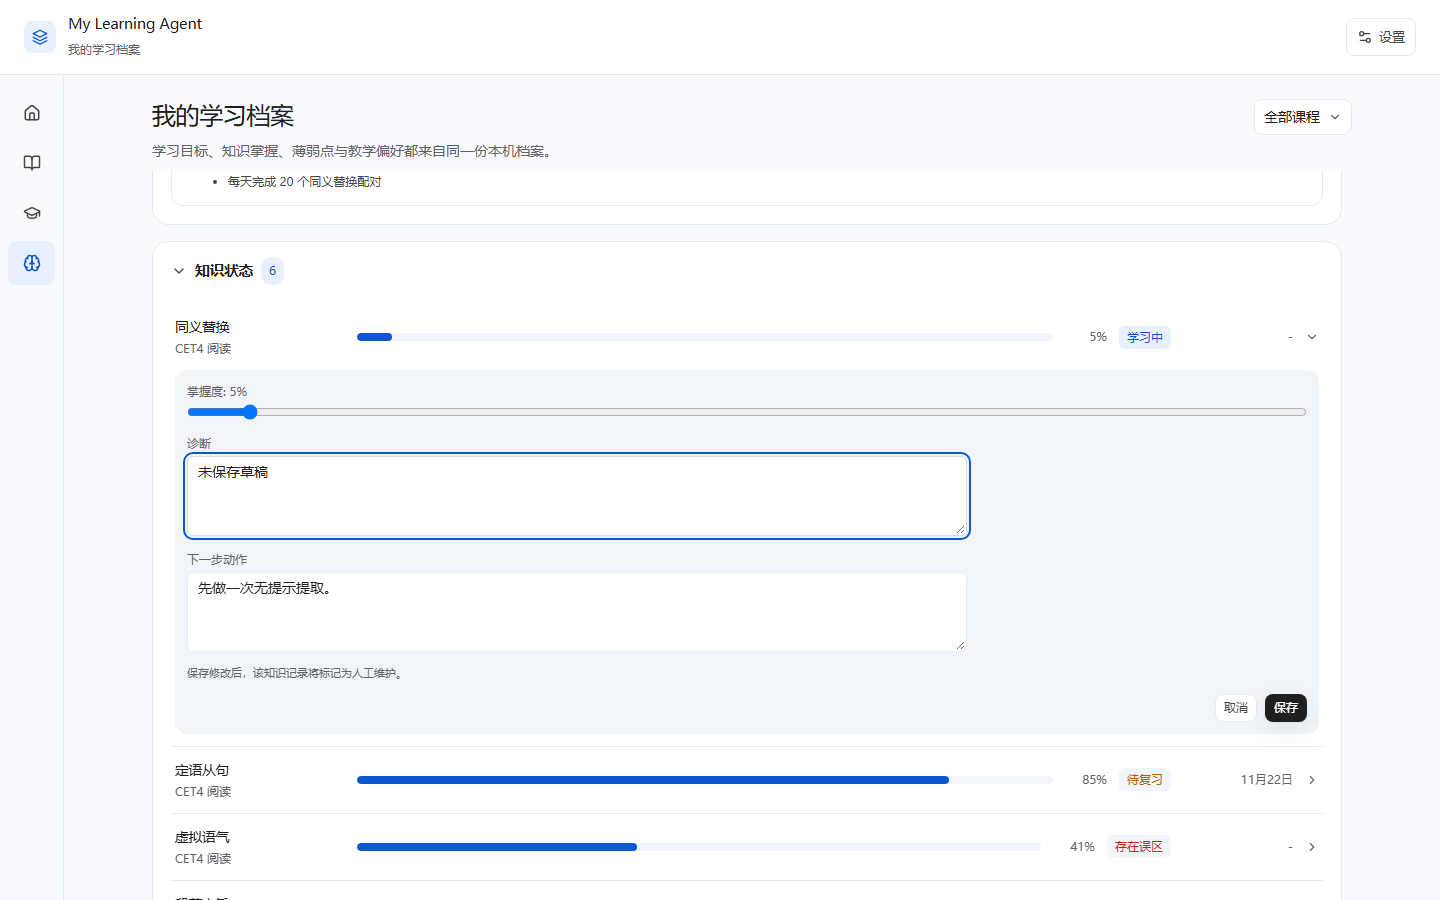 My Learning Agent
我的学习档案
设置
我的学习档案
全部课程
学习目标、知识掌握、薄弱点与教学偏好都来自同一份本机档案。
• 每天完成 20 个同义替换配对
知识状态 6
同义替换
CET4 阅读
5% 学习中 -
掌握度: 5%
诊断
未保存草稿
下一步动作
先做一次无提示提取。
保存修改后，该知识记录将标记为人工维护。
取消 保存
定语从句
CET4 阅读
85% 待复习 11月22日
虚拟语气
CET4 阅读
41% 存在误区 -